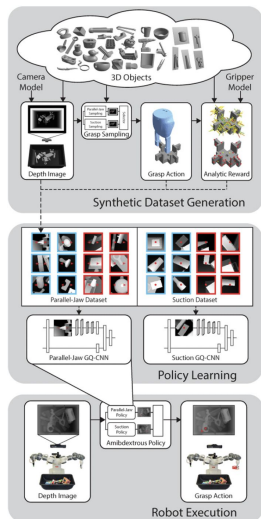 3D Objects
Camera
Model
Gripper
Model
Parallel-Jaw
Sampling
Suction
Sampling
Depth Image
Grasp Sampling
Grasp Action
Analytic Reward
Synthetic Dataset Generation
Parallel-Jaw Dataset
Suction Dataset
Parallel-Jaw GQ-CNN
Suction GQ-CNN
Policy Learning
Parallel-Jaw
Policy
Suction
Policy
Amibdextrous Policy
Depth Image
Grasp Action
Robot Execution